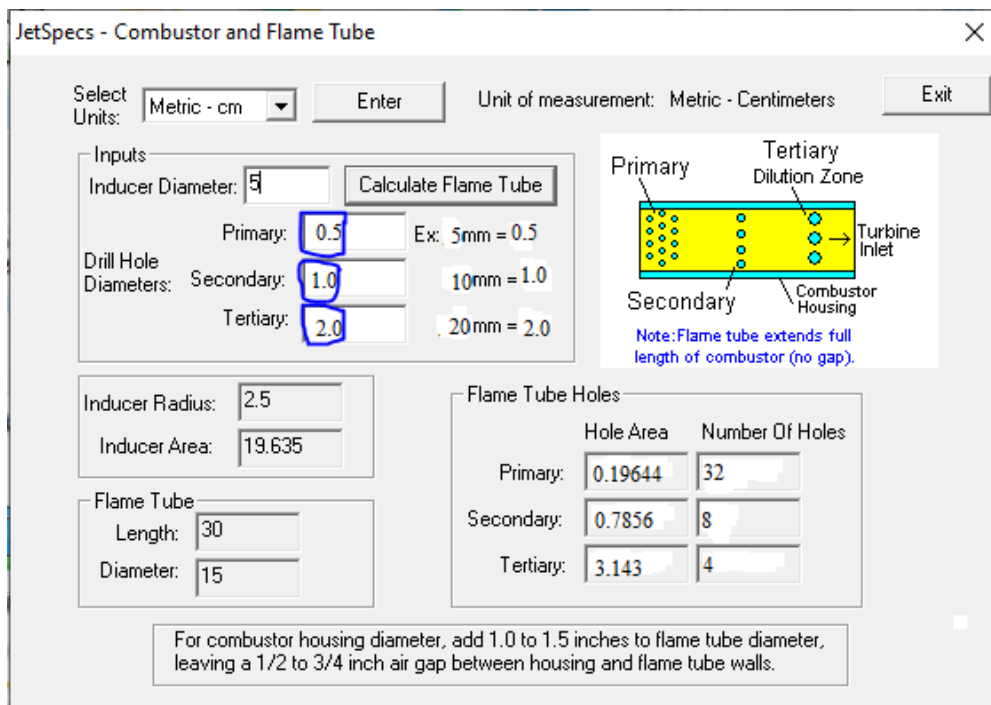 JetSpecs - Combustor and Flame Tube
Select Units: Metric - cm Enter Unit of measurement: Metric - Centimeters Exit
Inputs
Inducer Diameter: 5 Calculate Flame Tube
Drill Hole Diameters:
Primary: 0.5 Ex: 5mm = 0.5
Secondary: 1.0 10mm = 1.0
Tertiary: 2.0 . 20mm = 2.0
Primary
Tertiary
Dilution Zone
Turbine
Inlet
Secondary
Combustor
Housing
Note:Flame tube extends full
length of combustor (no gap).
Inducer Radius: 2.5
Inducer Area: 19.635
Flame Tube
Length: 30
Diameter: 15
Flame Tube Holes
Hole Area Number Of Holes
Primary: 0.19644 32
Secondary: 0.7856 8
Tertiary: 3.143 4
For combustor housing diameter, add 1.0 to 1.5 inches to flame tube diameter,
leaving a 1/2 to 3/4 inch air gap between housing and flame tube walls.